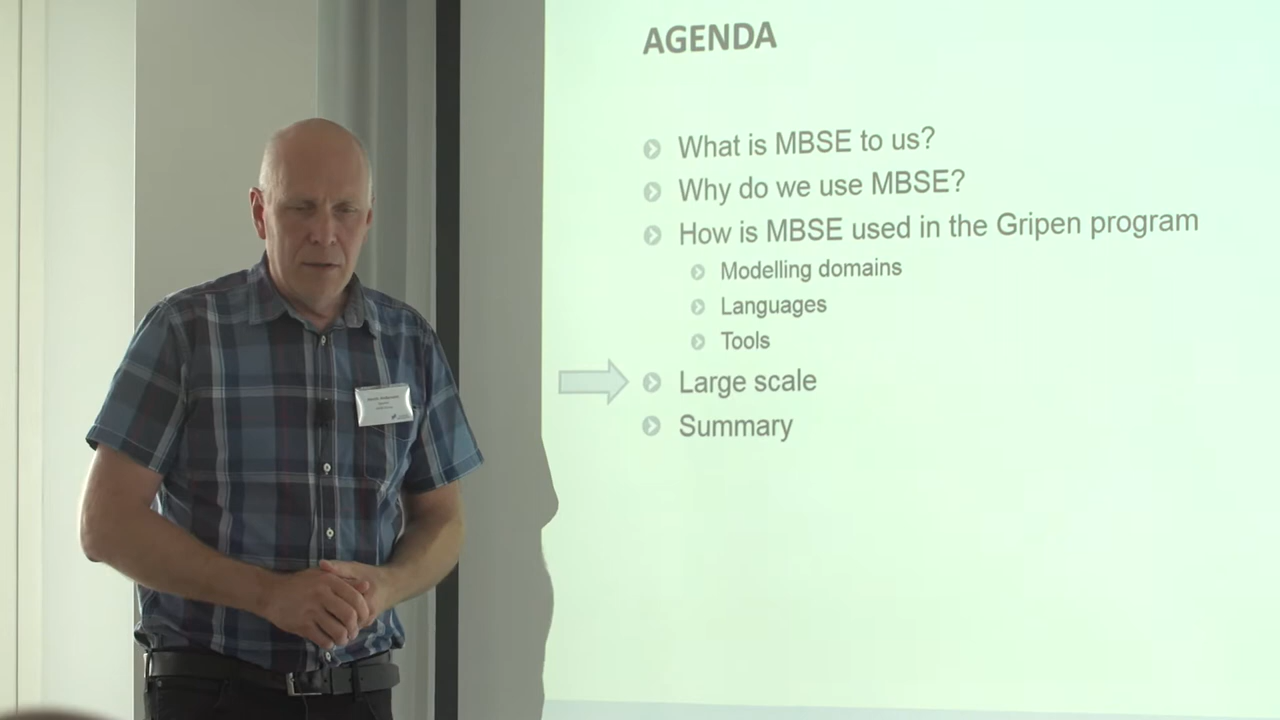 AGENDA
What is MBSE to us?
Why do we use MBSE?
How is MBSE used in the Gripen program
Modelling domains
Languages
Tools
Large scale
Summary